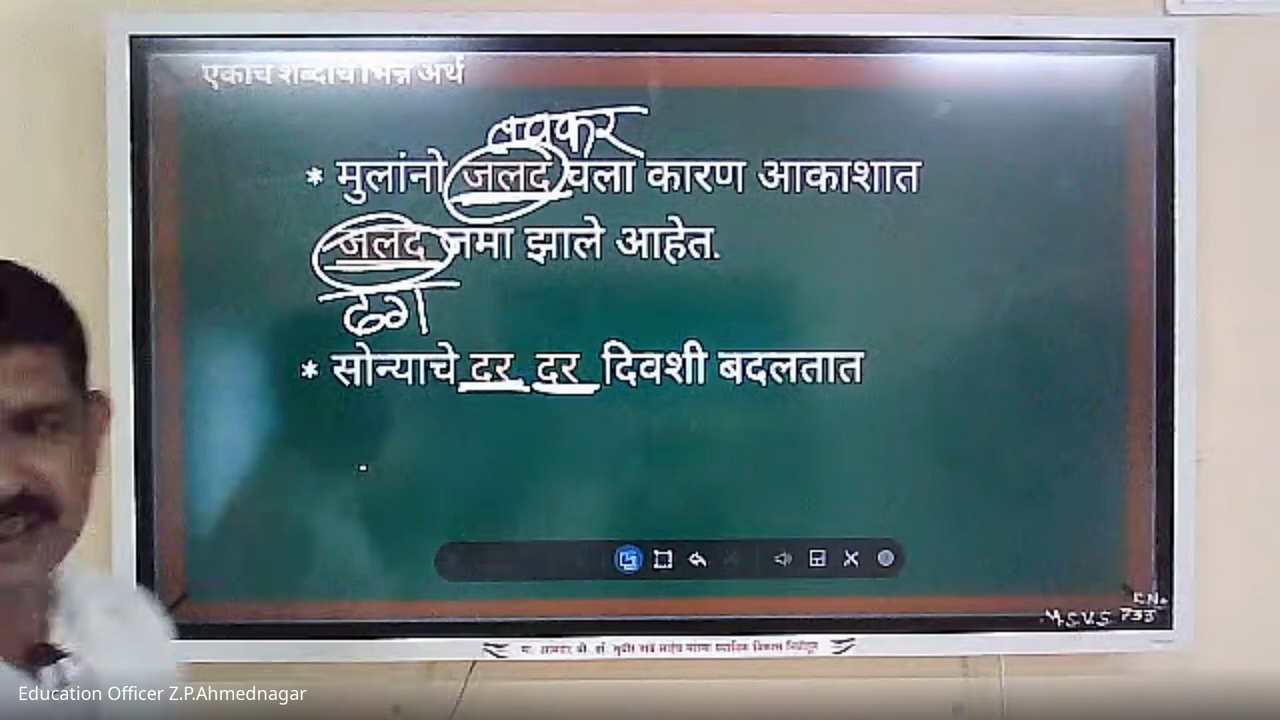 एकाच शब्दाचे भिन्न अर्थ
लवकर
* मुलांनो जलद चला कारण आकाशात
जलद जमा झाले आहेत.
ढग
* सोन्याचे दर दर दिवशी बदलतात
M.S.V.S
Education Officer Z.P.Ahmednagar